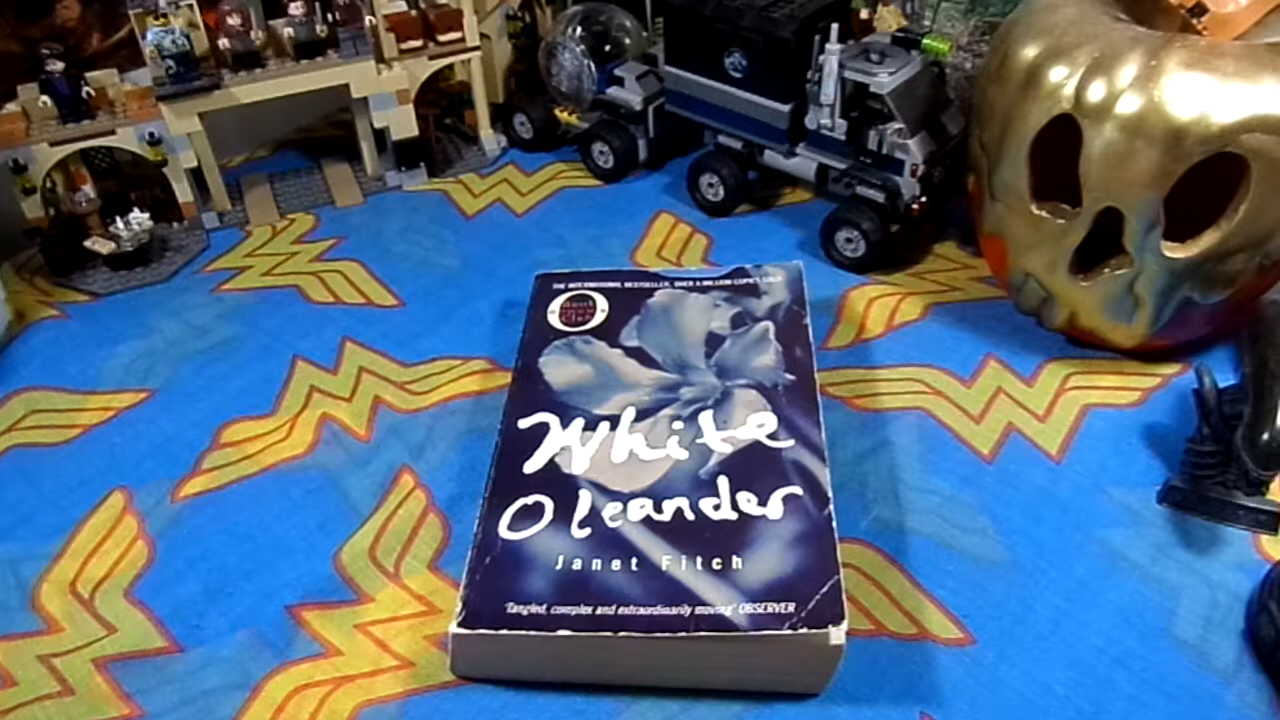 THE INTERNATIONAL BESTSELLER. OVER A MILLION COPIES SOLD
White
Oleander
Janet Fitch
'Tangled, complex and extraordinarily moving' OBSERVER